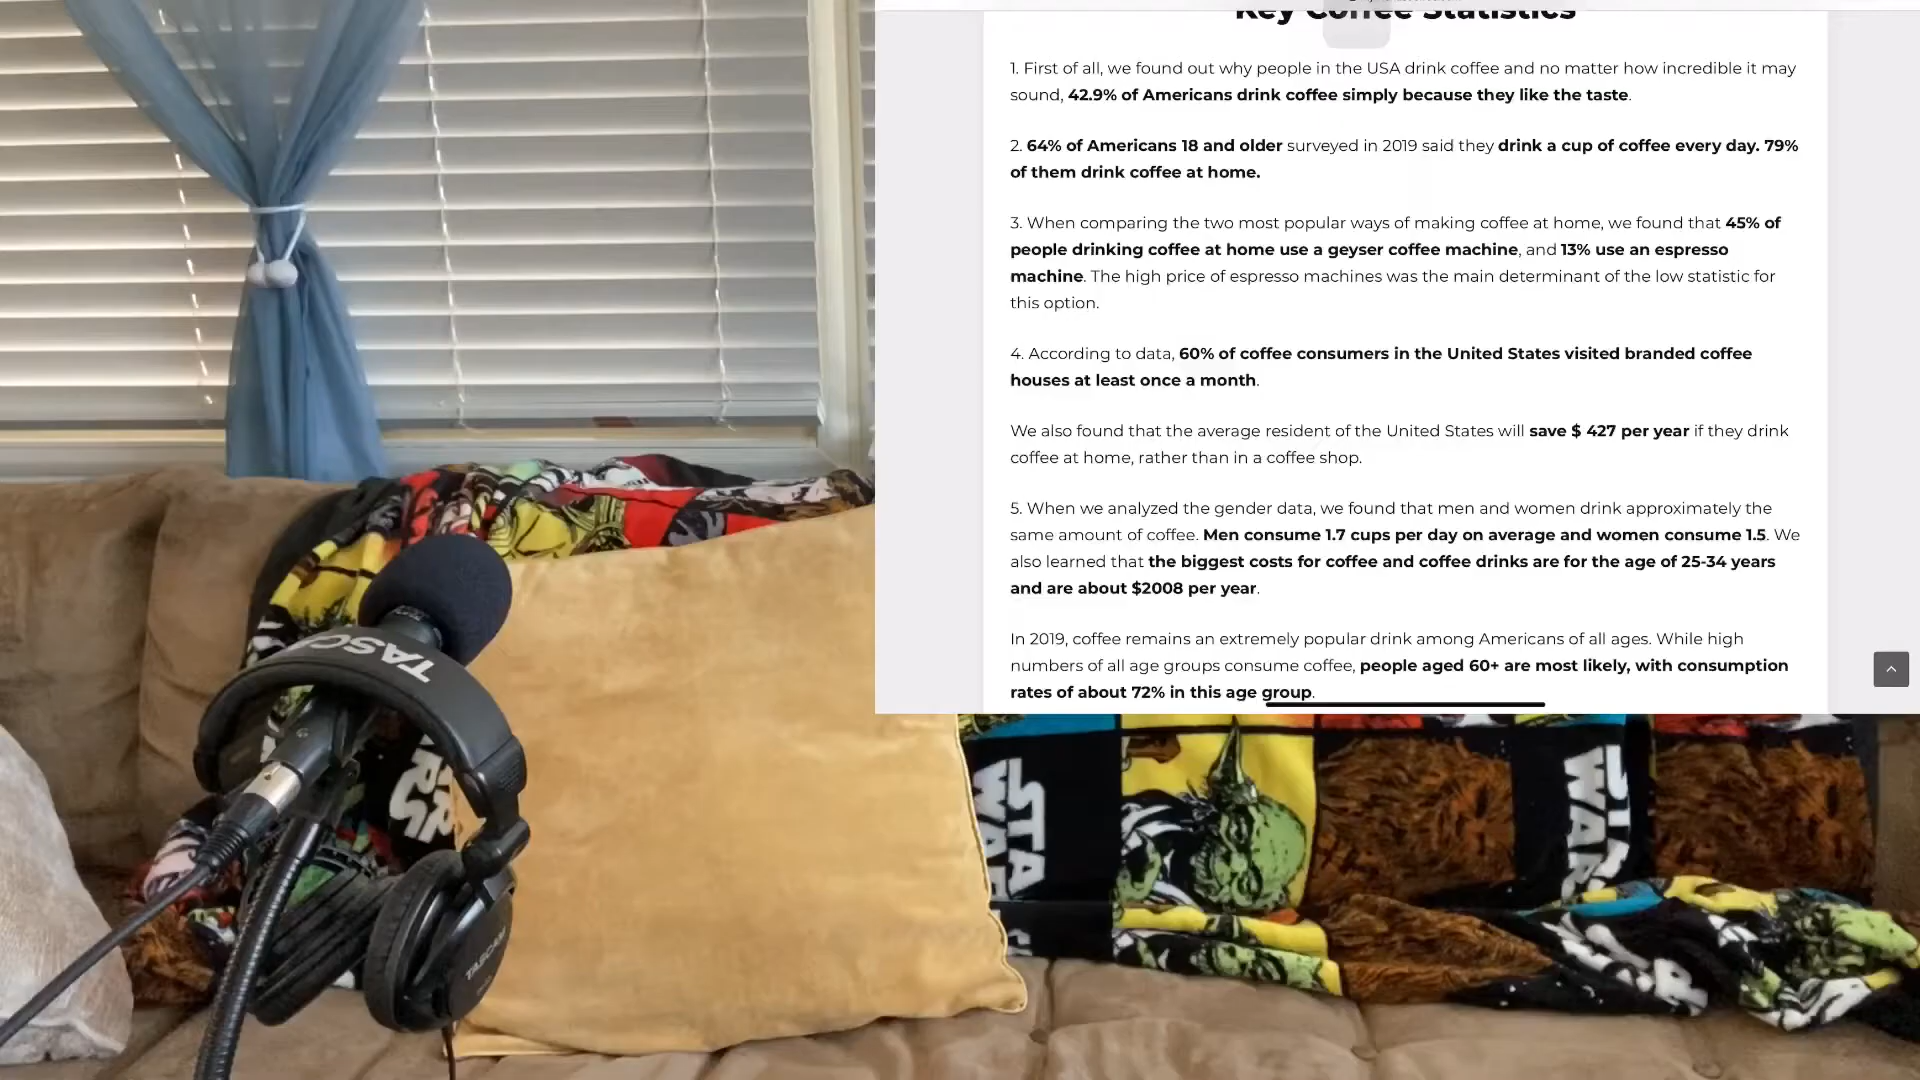 Key Coffee Statistics
1. First of all, we found out why people in the USA drink coffee and no matter how incredible it may
sound, 42.9% of Americans drink coffee simply because they like the taste.
2. 64% of Americans 18 and older surveyed in 2019 said they drink a cup of coffee every day. 79%
of them drink coffee at home.
3. When comparing the two most popular ways of making coffee at home, we found that 45% of
people drinking coffee at home use a geyser coffee machine, and 13% use an espresso
machine. The high price of espresso machines was the main determinant of the low statistic for
this option.
4. According to data, 60% of coffee consumers in the United States visited branded coffee
houses at least once a month.
We also found that the average resident of the United States will save $ 427 per year if they drink
coffee at home, rather than in a coffee shop.
5. When we analyzed the gender data, we found that men and women drink approximately the
same amount of coffee. Men consume 1.7 cups per day on average and women consume 1.5. We
also learned that the biggest costs for coffee and coffee drinks are for the age of 25-34 years
and are about $2008 per year.
In 2019, coffee remains an extremely popular drink among Americans of all ages. While high
numbers of all age groups consume coffee, people aged 60+ are most likely, with consumption
rates of about 72% in this age group.
TASC
TASCAM
STAR
WARS